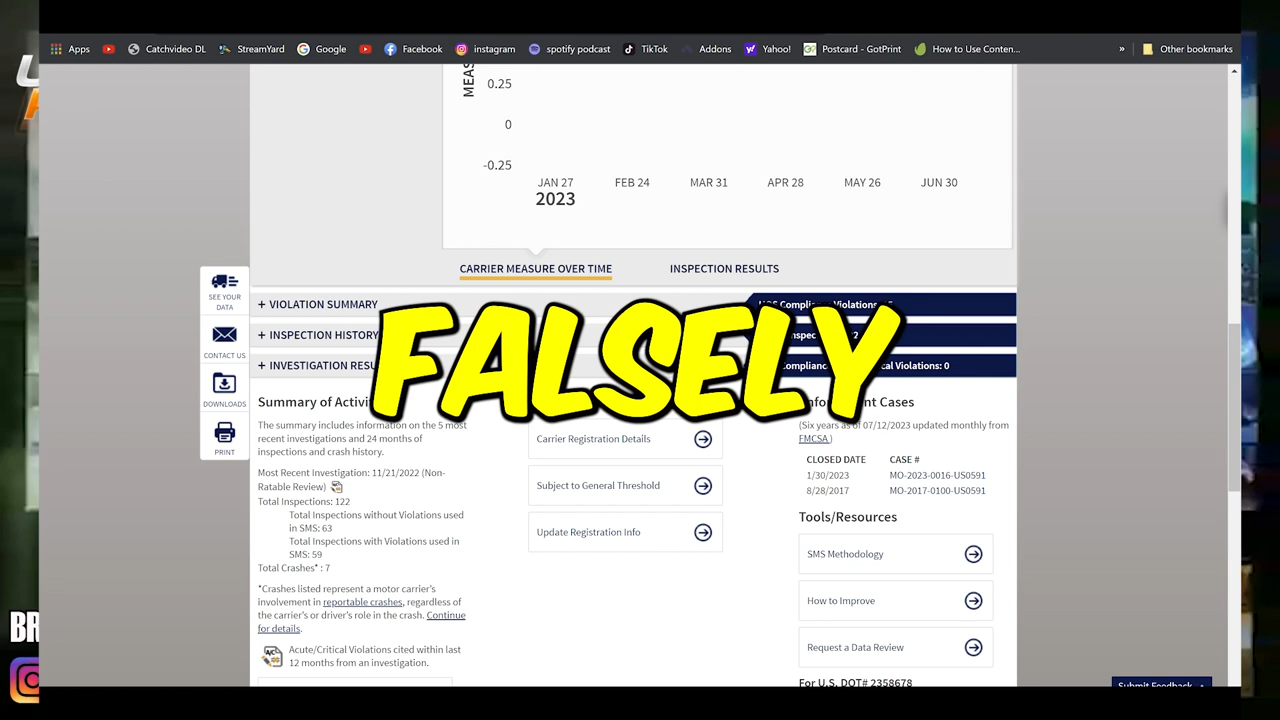 Apps
Catchvideo DL
StreamYard
Google
Facebook
instagram
spotify podcast
TikTok
Addons
Yahoo!
Postcard - GotPrint
How to Use Conten...
»
Other bookmarks
0.25
0
-0.25
JAN 27
FEB 24
MAR 31
APR 28
MAY 26
JUN 30
2023
CARRIER MEASURE OVER TIME
INSPECTION RESULTS
SEE YOUR
DATA
CONTACT US
DOWNLOADS
PRINT
+ VIOLATION SUMMARY
+ INSPECTION HISTORY
+ INVESTIGATION
FALSELY
Violations: 0
Summary of
The summary includes information on the 5 most
recent investigations and 24 months of
inspections and crash history.
Most Recent Investigation: 11/21/2022 (Non-
Ratable Review)
Total Inspections: 122
Total Inspections without Violations used
in SMS: 63
Total Inspections with Violations used in
SMS: 59
Total Crashes* : 7
*Crashes listed represent a motor carrier's
involvement in reportable crashes, regardless of
the carrier's or driver's role in the crash. Continue
for details.
Acute/Critical Violations cited within last
12 months from an investigation.
Carrier Registration Details
Subject to General Threshold
Update Registration Info
Cases
(Six years as of 07/12/2023 updated monthly from
FMCSA )
CLOSED DATE CASE #
1/30/2023 MO-2023-0016-US0591
8/28/2017 MO-2017-0100-US0591
Tools/Resources
SMS Methodology
How to Improve
Request a Data Review
For U.S. DOT# 2358678
Submit Feedback